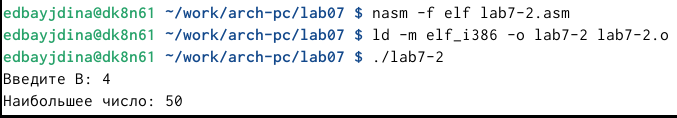 edbayjdina@dk8n61 ~/work/arch-pc/lab07 $ nasm -f elf lab7-2.asm
edbayjdina@dk8n61 ~/work/arch-pc/lab07 $ ld -m elf_i386 -o lab7-2 lab7-2.o
edbayjdina@dk8n61 ~/work/arch-pc/lab07 $ ./lab7-2
Введите В: 4
Наибольшее число: 50